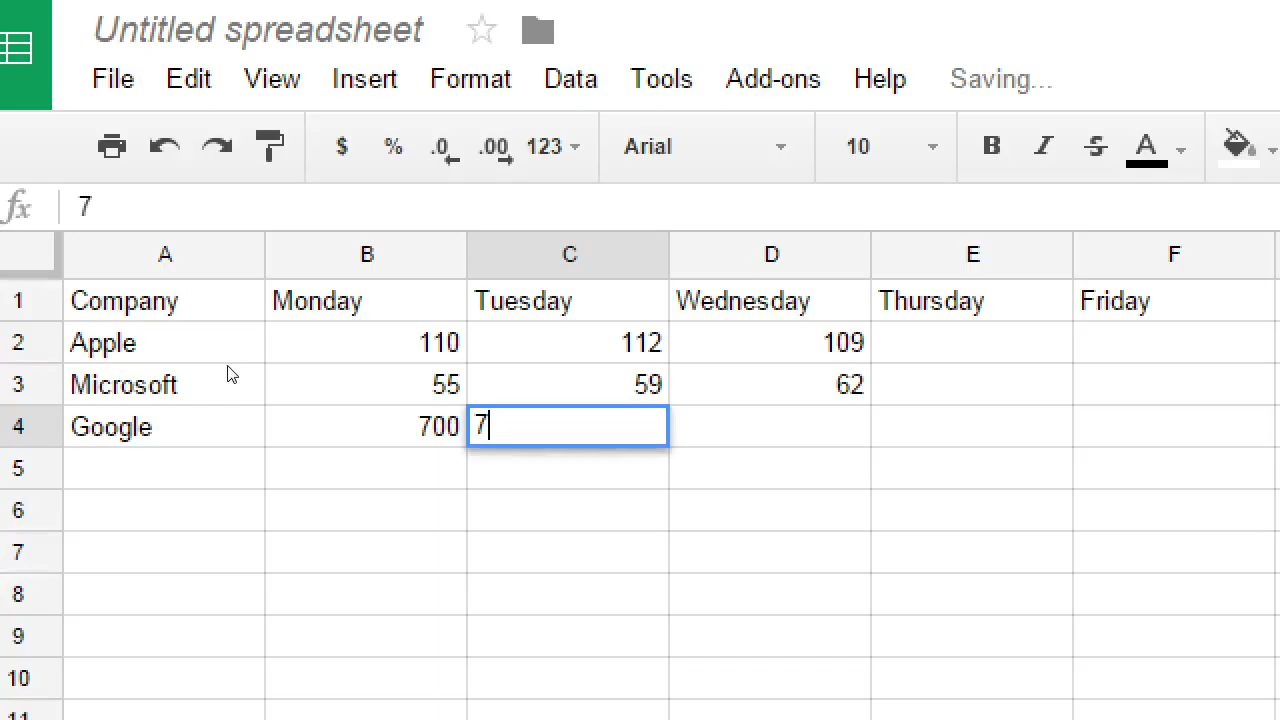 Untitled spreadsheet
File Edit View Insert Format Data Tools Add-ons Help Saving...
$ % .0 .00 123 Arial 10 B I S A
fx 7
A B C D E F
1 Company Monday Tuesday Wednesday Thursday Friday
2 Apple 110 112 109
3 Microsoft 55 59 62
4 Google 700 7
5
6
7
8
9
10
11